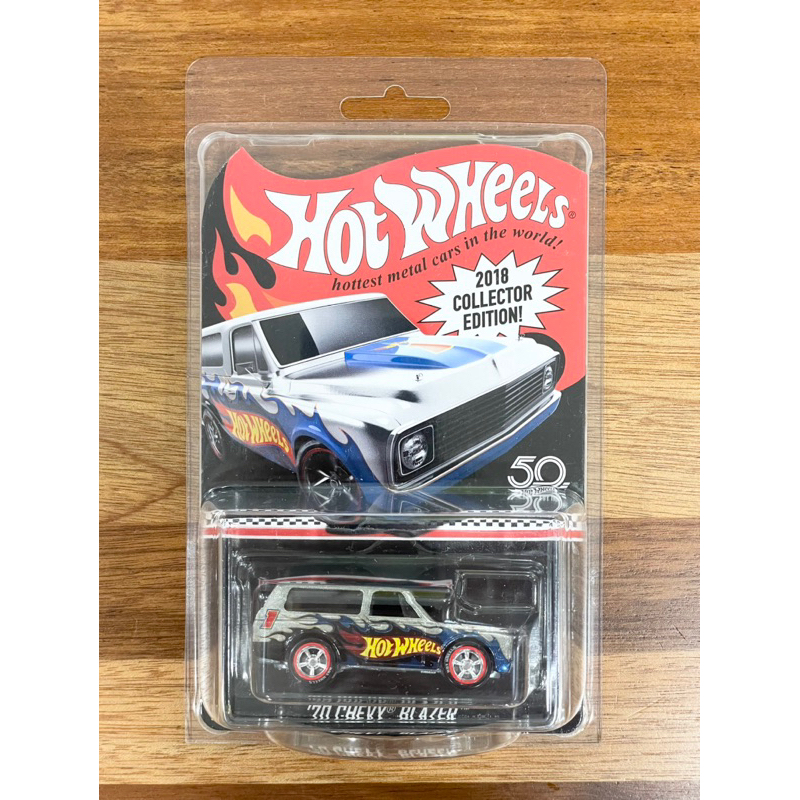 HOT WHEELS®
hottest metal cars in the world!
2018
COLLECTOR
EDITION!
HOT WHEELS
50
1
HOT WHEELS
'70 CHEVY® BLAZER